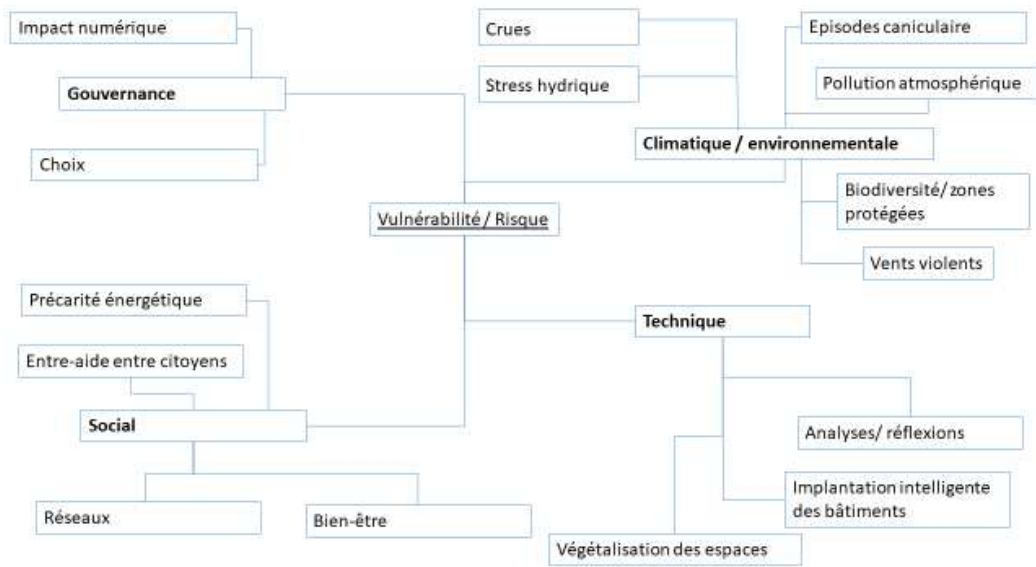 Impact numérique
Gouvernance
Choix
Crues
Stress hydrique
Episodes caniculaire
Pollution atmosphérique
Climatique / environnementale
Biodiversité/ zones
protégées
Vents violents
Vulnérabilité / Risque
Précarité énergétique
Entre-aide entre citoyens
Social
Réseaux
Bien-être
Technique
Analyses/ réflexions
Implantation intelligente
des bâtiments
Végétalisation des espaces